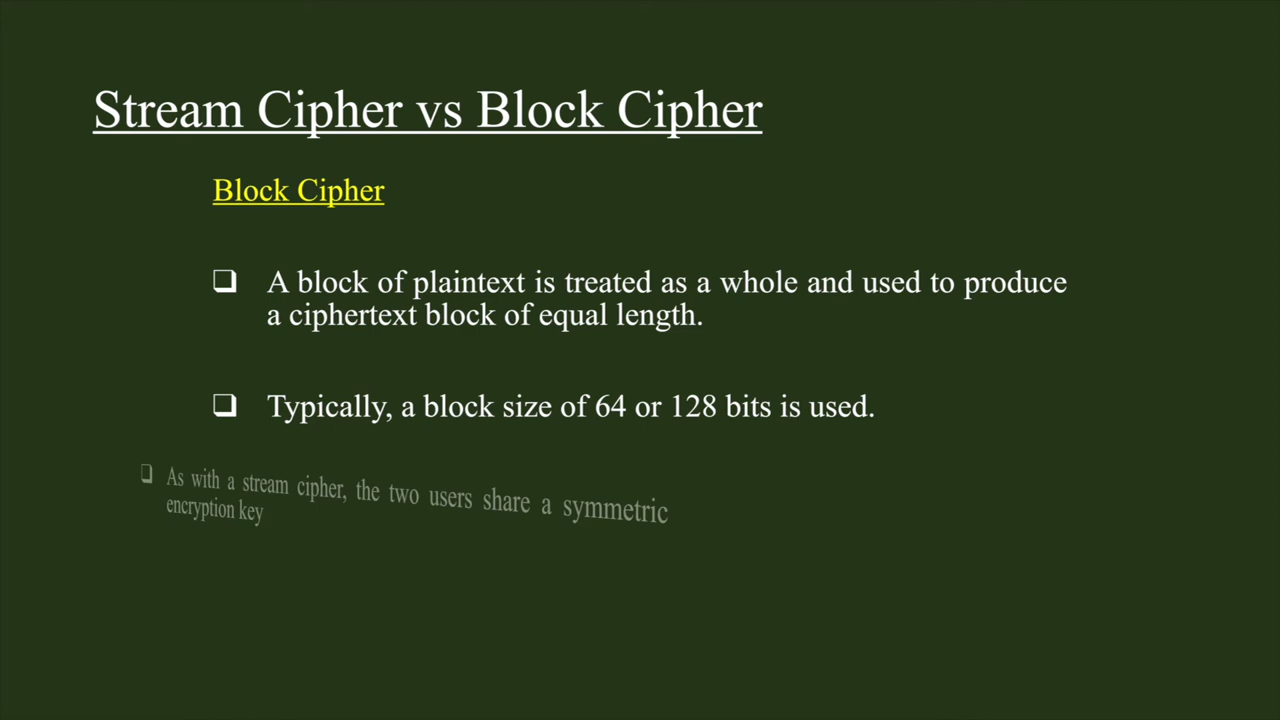 Stream Cipher vs Block Cipher
Block Cipher
❑ A block of plaintext is treated as a whole and used to produce
a ciphertext block of equal length.
❑ Typically, a block size of 64 or 128 bits is used.
❑ As with a stream cipher, the two users share a symmetric
encryption key